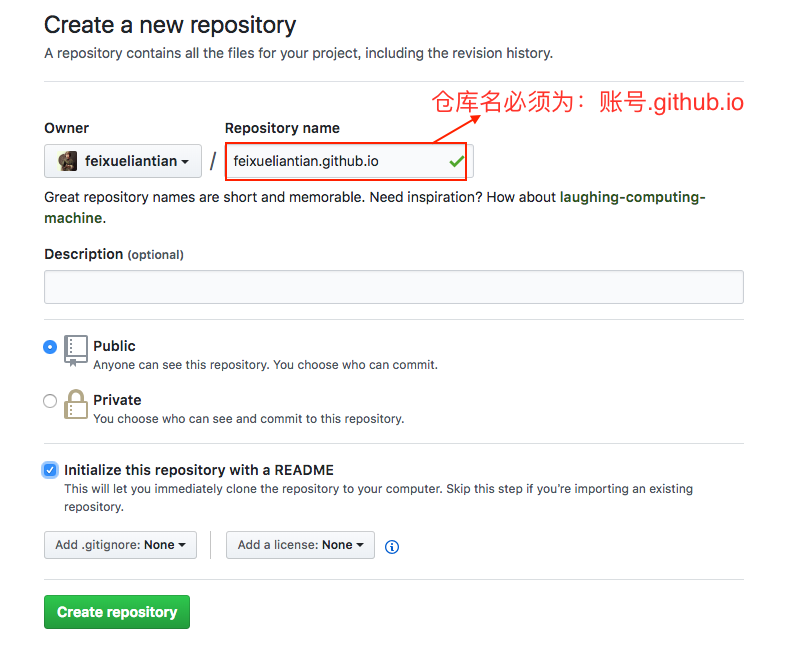 Create a new repository
A repository contains all the files for your project, including the revision history.
仓库名必须为：账号.github.io
Owner
Repository name
feixueliantian
/
feixueliantian.github.io
Great repository names are short and memorable. Need inspiration? How about laughing-computing-
machine.
Description (optional)
Public
Anyone can see this repository. You choose who can commit.
Private
You choose who can see and commit to this repository.
Initialize this repository with a README
This will let you immediately clone the repository to your computer. Skip this step if you're importing an existing
repository.
Add .gitignore: None
Add a license: None
Create repository